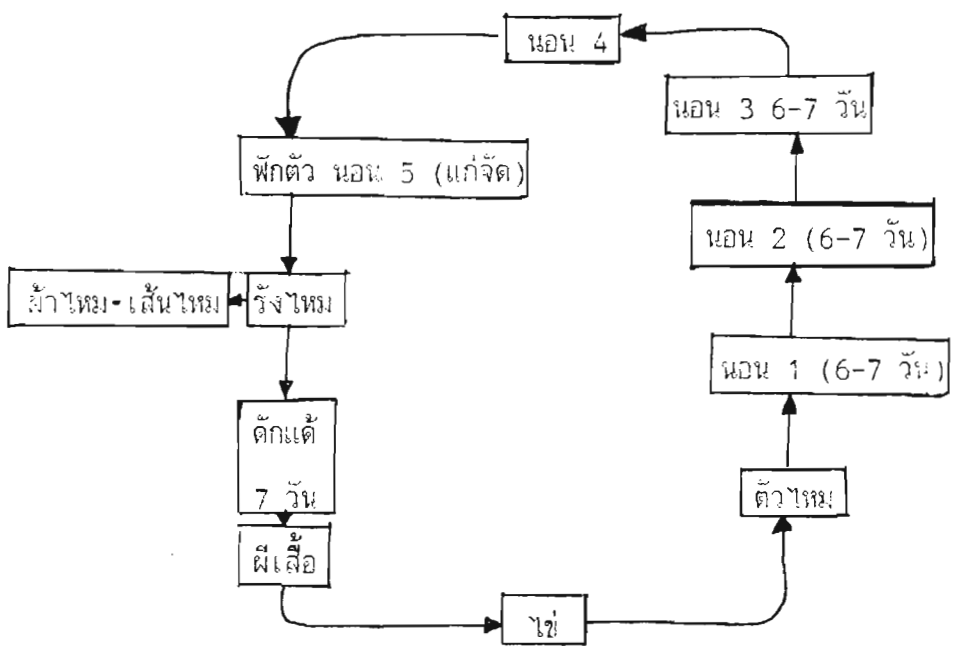 นอน 4
นอน 3 6-7 วัน
พักตัว นอน 5 (แก่จัด)
นอน 2 (6-7 วัน)
ผ้าไหม-เส้นไหม
รังไหม
นอน 1 (6-7 วัน)
ดักแด้
7 วัน
ตัวไหม
ผีเสื้อ
ไข่